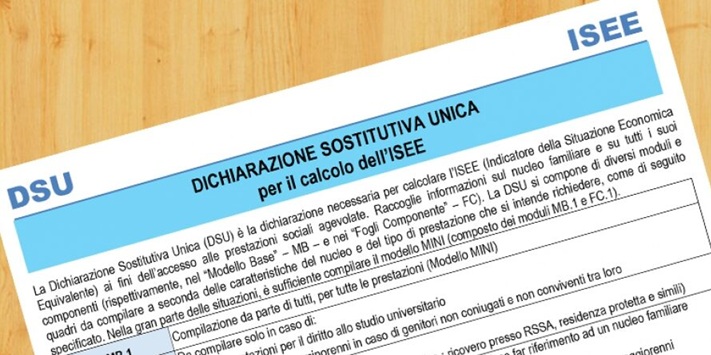 DSU
ISEE
DICHIARAZIONE SOSTITUTIVA UNICA
per il calcolo dell'ISEE
La Dichiarazione Sostitutiva Unica (DSU) è la dichiarazione necessaria per calcolare l'ISEE (Indicatore della Situazione Economica
Equivalente) ai fini dell'accesso alle prestazioni sociali agevolate. Raccoglie informazioni sul nucleo familiare e su tutti i suoi
componenti (rispettivamente, nel "Modello Base" – MB – e nei "Fogli Componente" – FC). La DSU si compone di diversi moduli e
quadri da compilare a seconda delle caratteristiche del nucleo e del tipo di prestazione che si intende richiedere, come di seguito
specificato. Nella gran parte delle situazioni, è sufficiente compilare il modello MINI (composto dei moduli MB.1 e FC.1).
Compilazione da parte di tutti, per tutte le prestazioni (Modello MINI)
Da compilare solo in caso di:
per il diritto allo studio universitario
in caso di genitori non coniugati e non conviventi tra loro
ricovero presso RSSA, residenza protetta e simili)
far riferimento ad un nucleo familiare